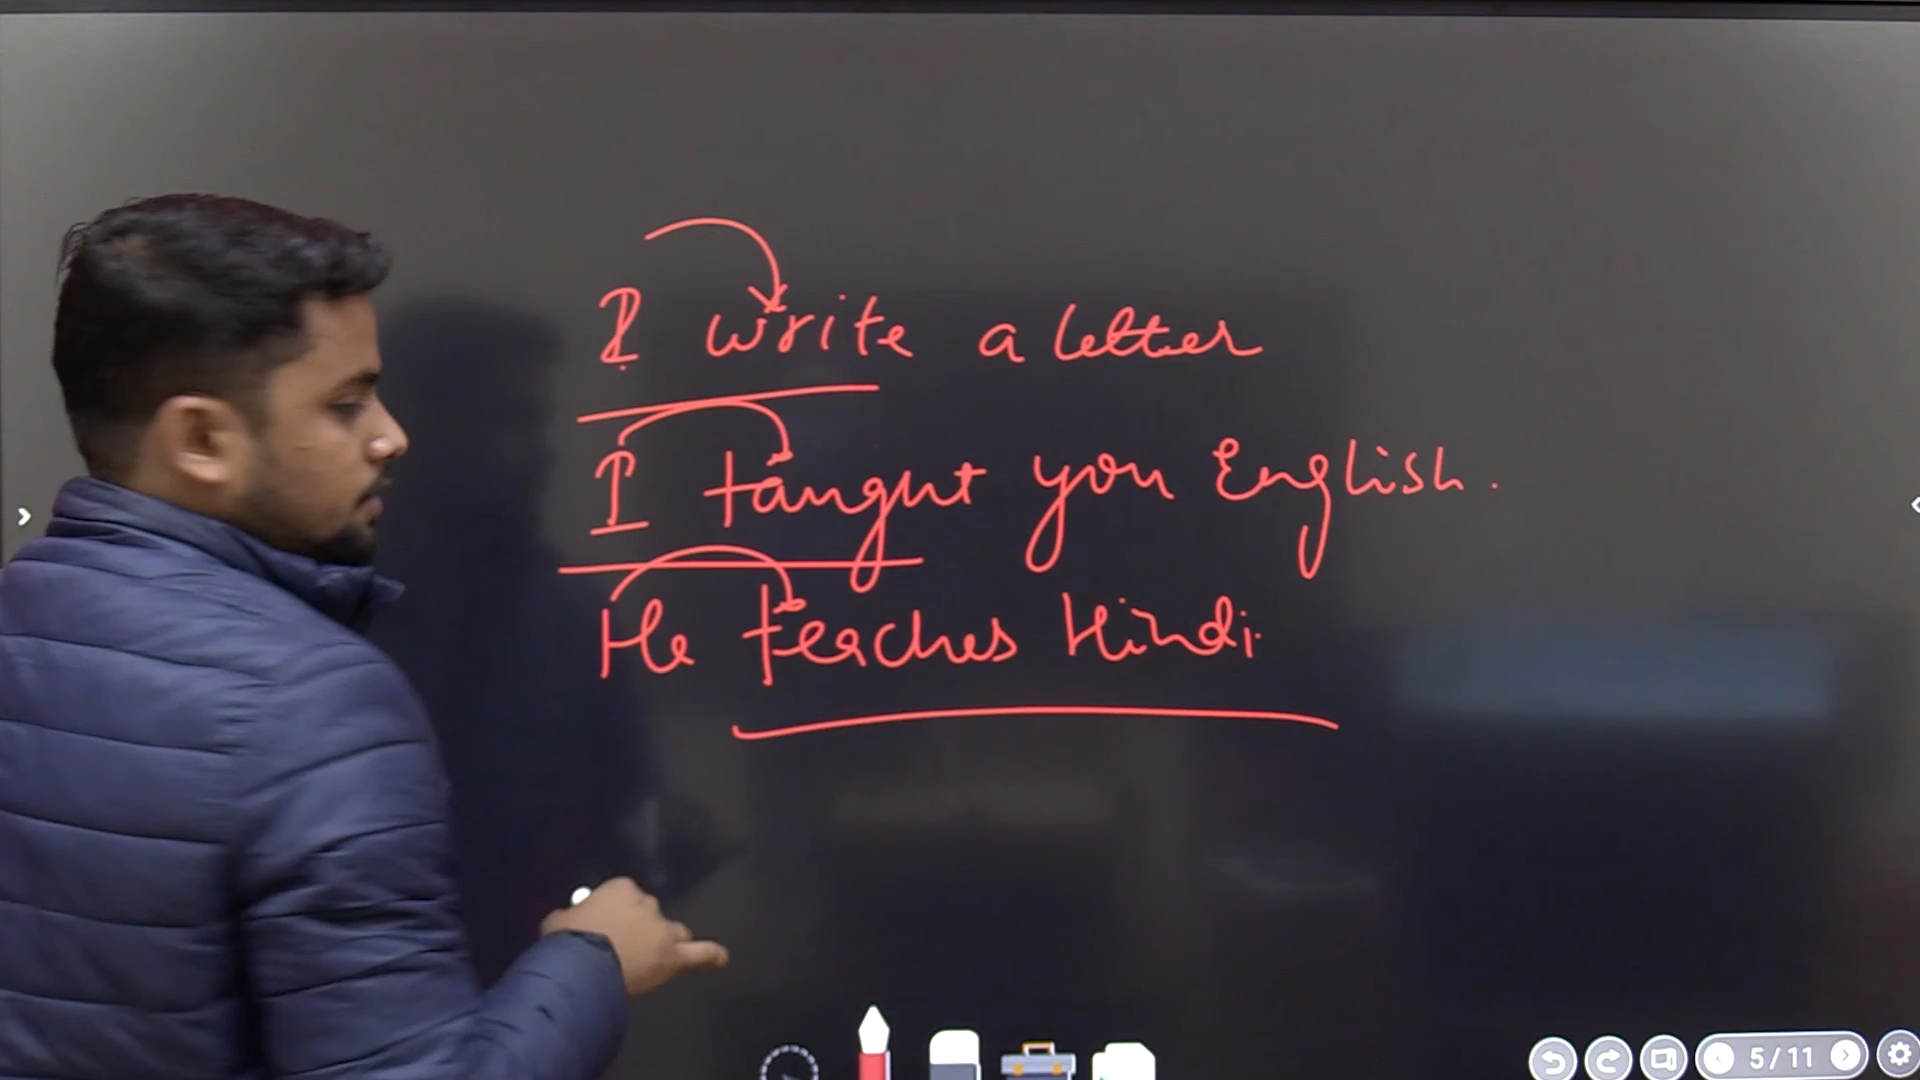 I write a letter
I taught you English.
He teaches Hindi.
5/11